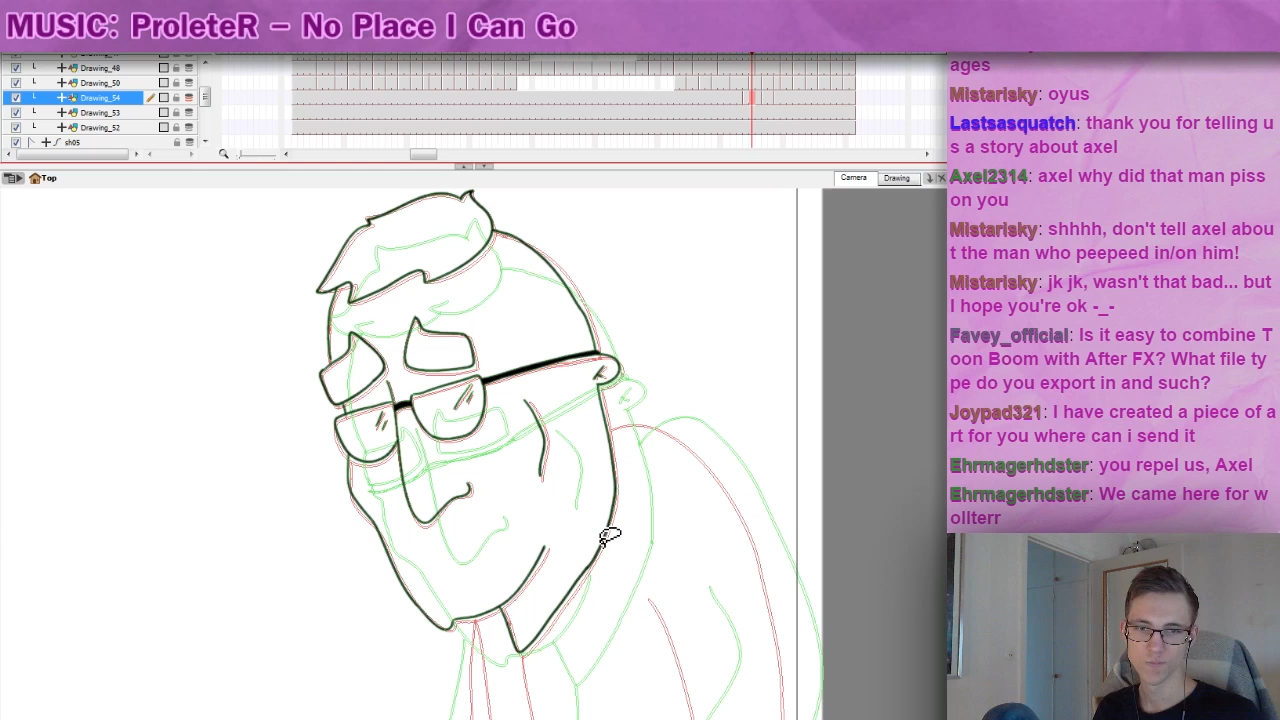 MUSIC: ProleteR – No Place I Can Go
Drawing_48
Drawing_50
Drawing_54
Drawing_53
Drawing_52
sh05
Top
Camera
Drawing
ages
Mistarisky: oyus
Lastsasquatch: thank you for telling u
s a story about axel
Axel2314: axel why did that man piss
on you
Mistarisky: shhhh, don't tell axel abou
t the man who peepeed in/on him!
Mistarisky: jk jk, wasn't that bad... but
I hope you're ok -_-
Favey_official: Is it easy to combine T
oon Boom with After FX? What file ty
pe do you export in and such?
Joypad321: I have created a piece of a
rt for you where can i send it
Ehrmagerhdster: you repel us, Axel
Ehrmagerhdster: We came here for w
ollterr